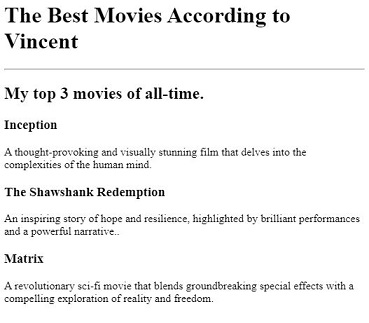 The Best Movies According to
Vincent
My top 3 movies of all-time.
Inception
A thought-provoking and visually stunning film that delves into the
complexities of the human mind.
The Shawshank Redemption
An inspiring story of hope and resilience, highlighted by brilliant performances
and a powerful narrative..
Matrix
A revolutionary sci-fi movie that blends groundbreaking special effects with a
compelling exploration of reality and freedom.